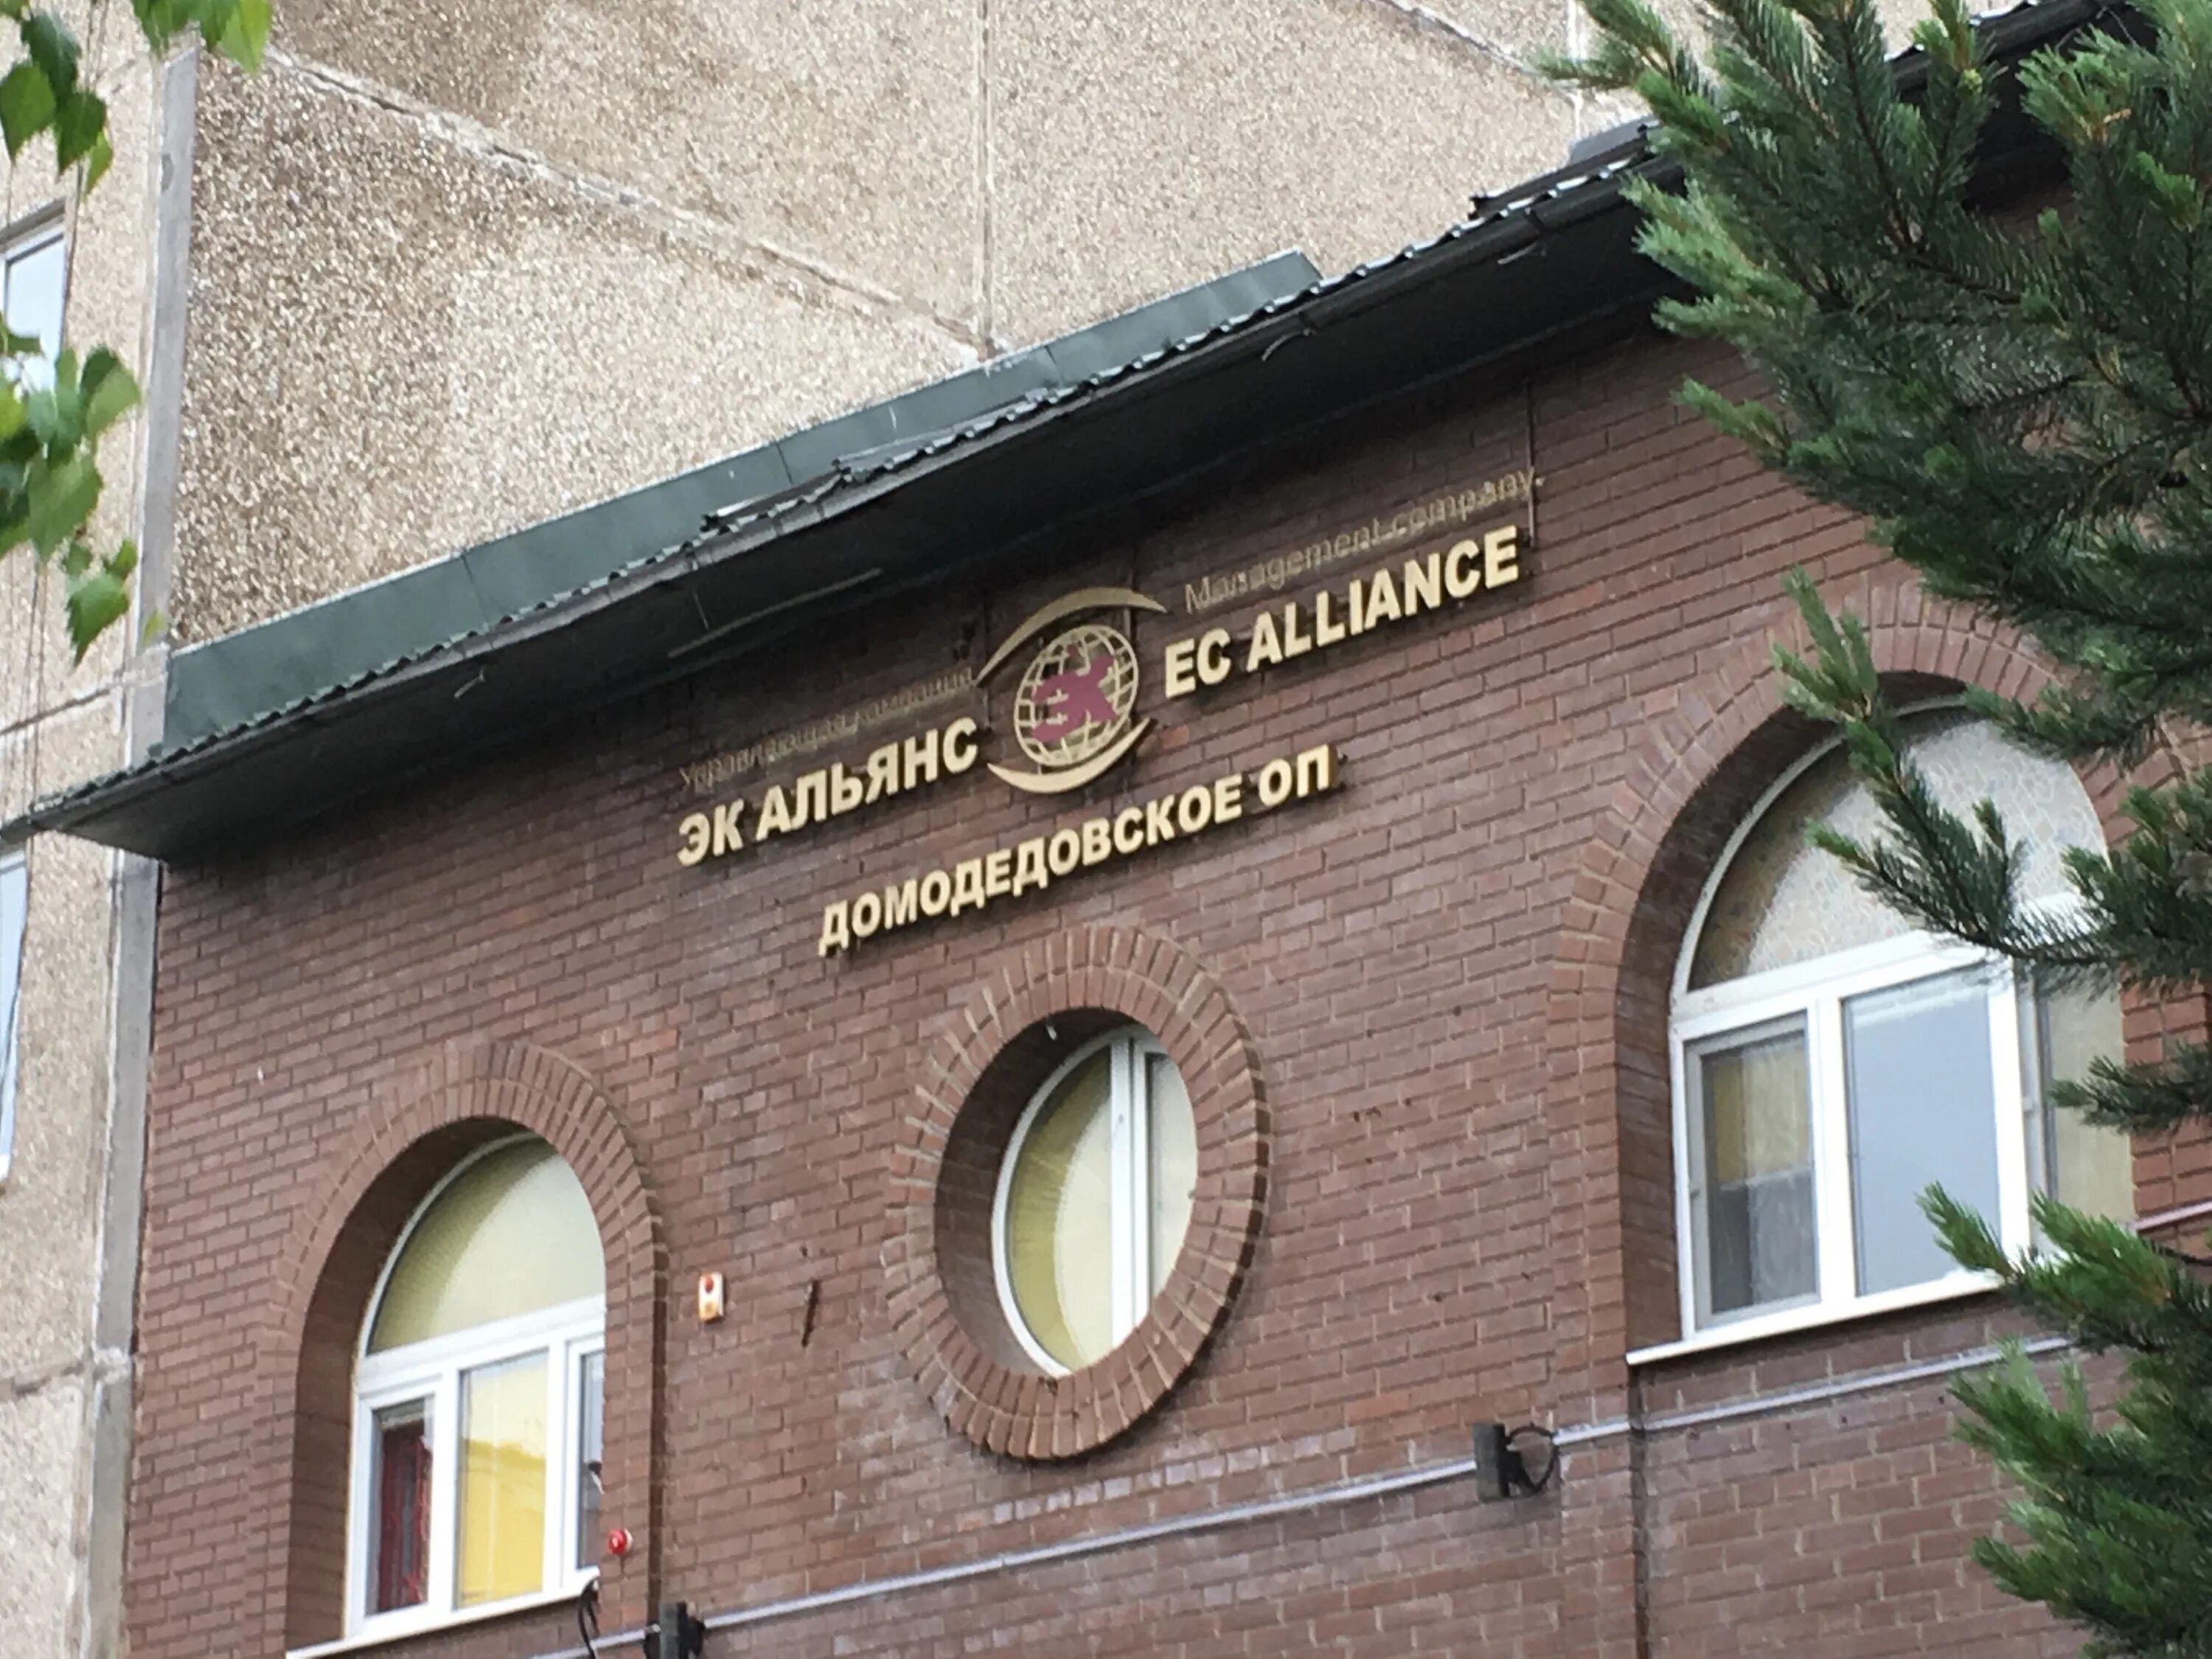 Управляющая компания
ЭК АЛЬЯНС
ЭК
Management company
EC ALLIANCE
ДОМОДЕДОВСКОЕ ОП